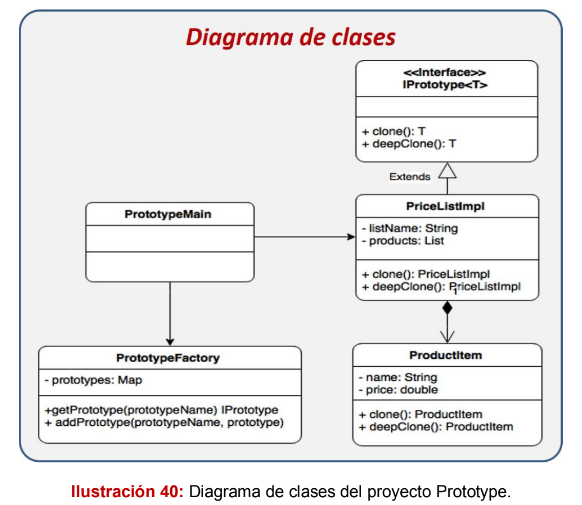 Diagrama de clases
<<Interface>>
IPrototype<T>
+ clone(): T
+ deepClone(): T
Extends
PrototypeMain
PriceListImpl
- listName: String
- products: List
+ clone(): PriceListImpl
+ deepClone(): PriceListImpl
PrototypeFactory
- prototypes: Map
+getPrototype(prototypeName) IPrototype
+ addPrototype(prototypeName, prototype)
ProductItem
- name: String
- price: double
+ clone(): ProductItem
+ deepClone(): ProductItem
Ilustración 40: Diagrama de clases del proyecto Prototype.